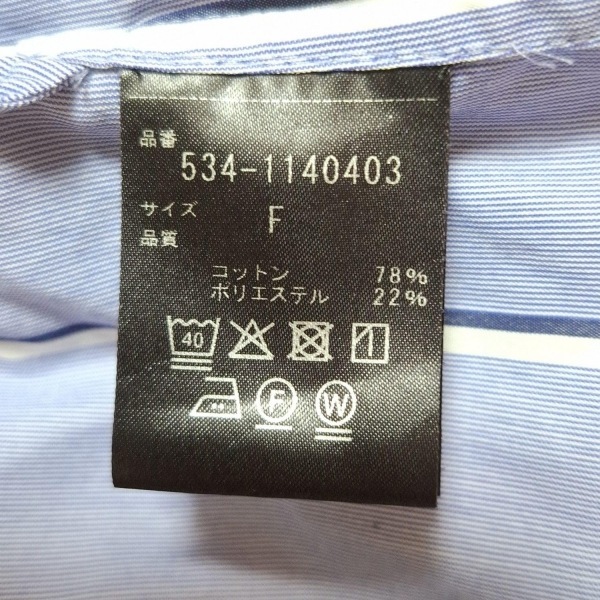 品番
534-1140403
サイズ F
品質
コットン 78%
ポリエステル 22%
40
F W